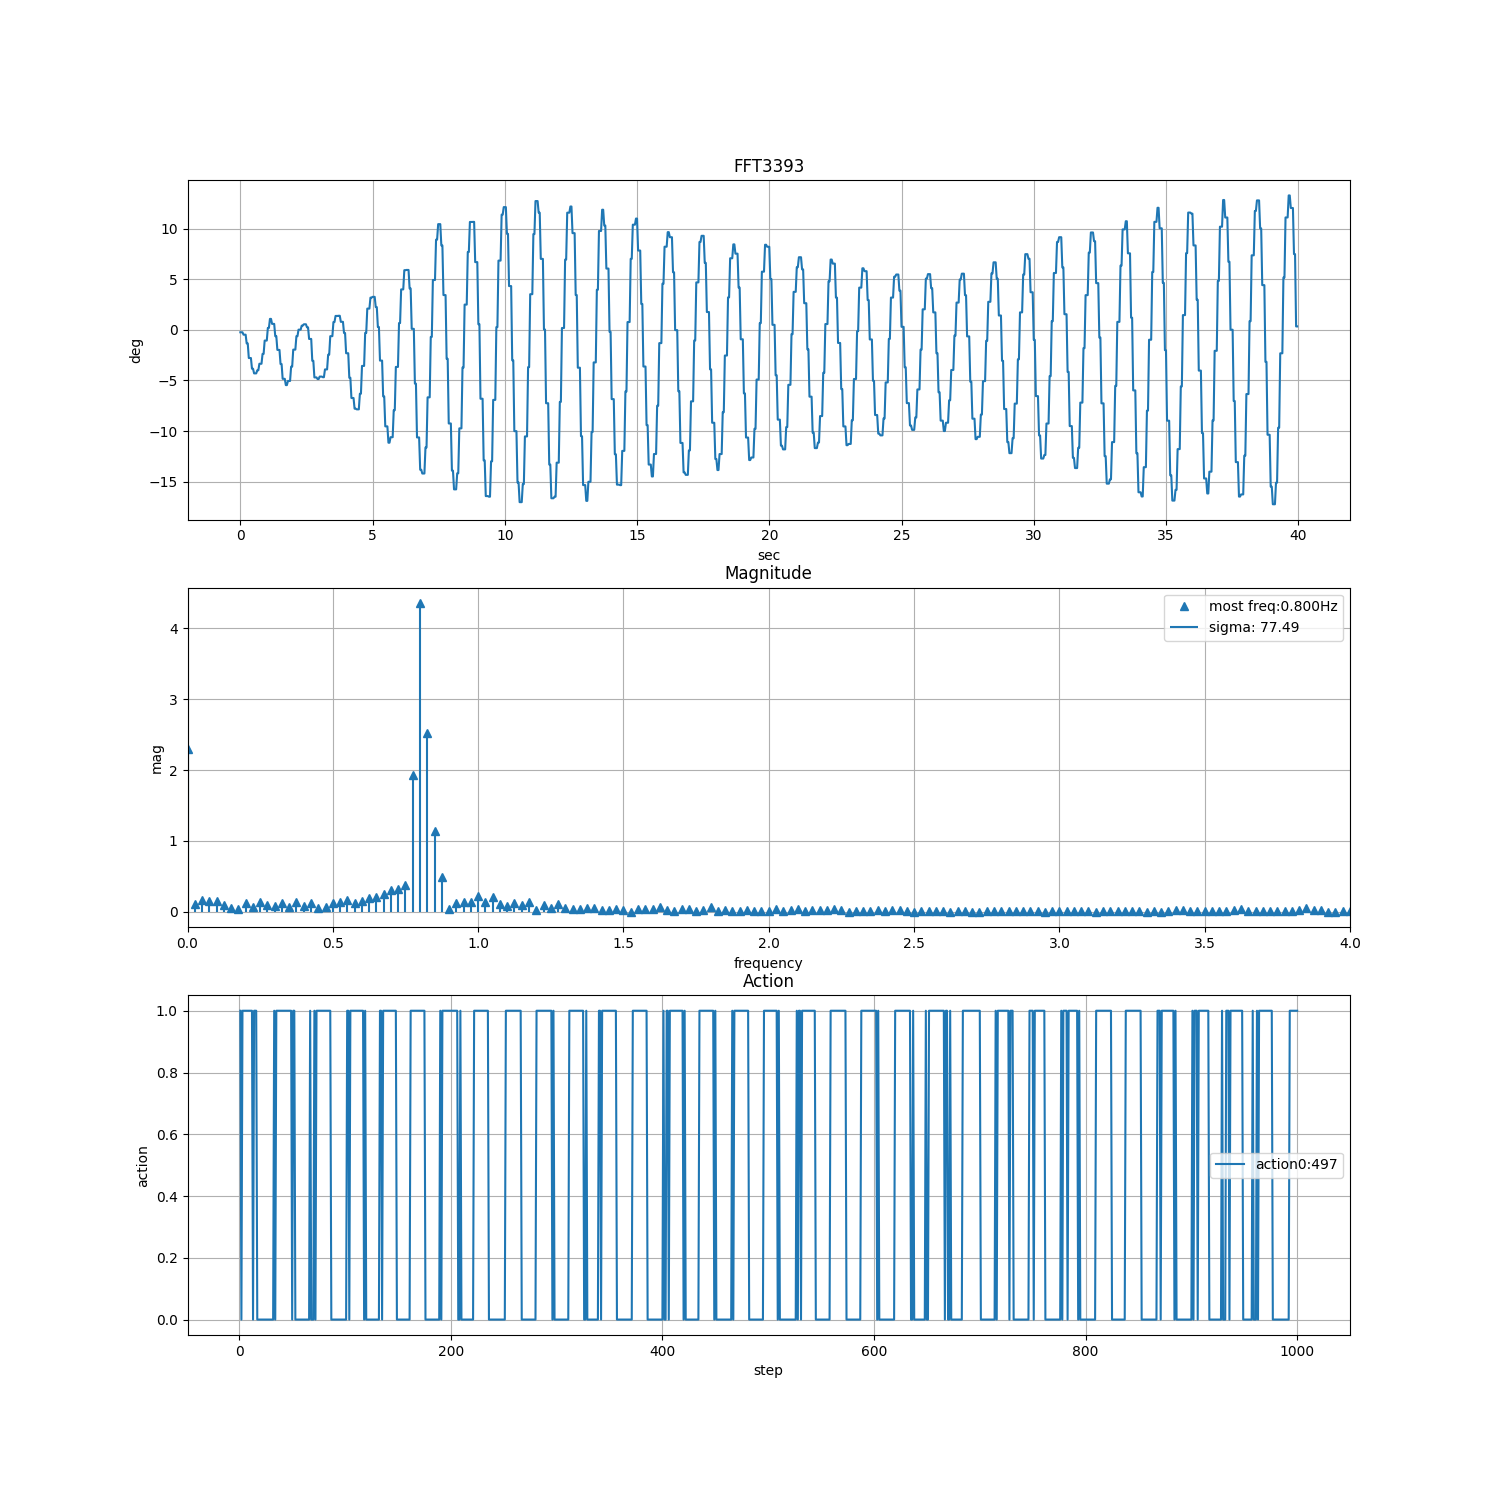 FFT3393
10
5
0
−5
−10
−15
deg
0 5 10 15 20 25 30 35 40
sec
Magnitude
most freq:0.800Hz
sigma: 77.49
4
3
2
1
0
mag
0.0 0.5 1.0 1.5 2.0 2.5 3.0 3.5 4.0
frequency
Action
1.0
0.8
0.6
0.4
0.2
0.0
action
action0:497
0 200 400 600 800 1000
step